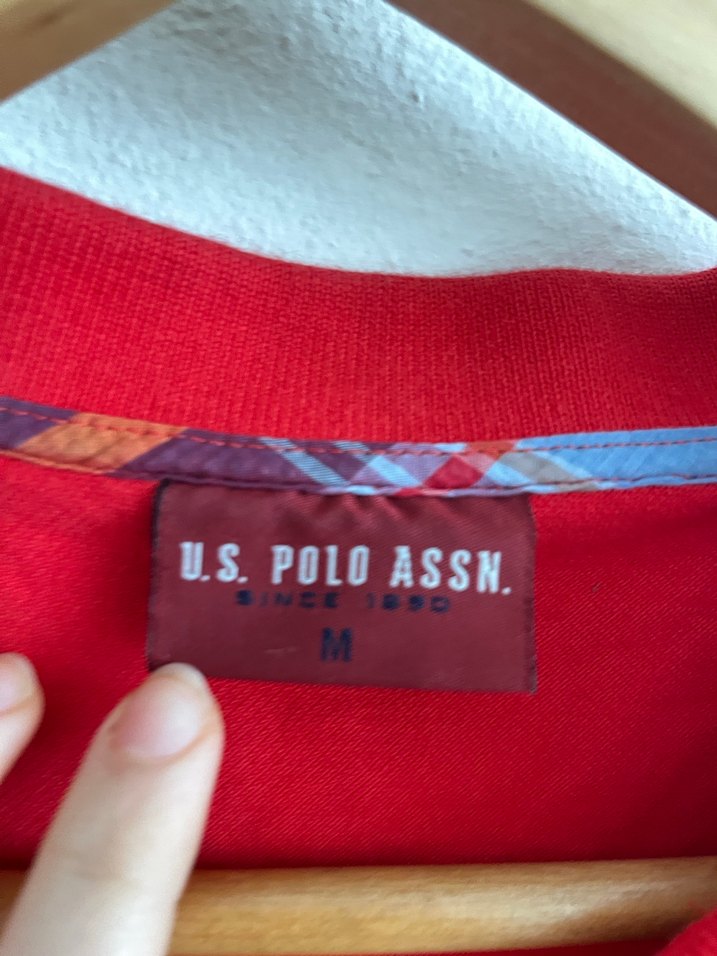 U.S. POLO ASSN.
SINCE 1890
M